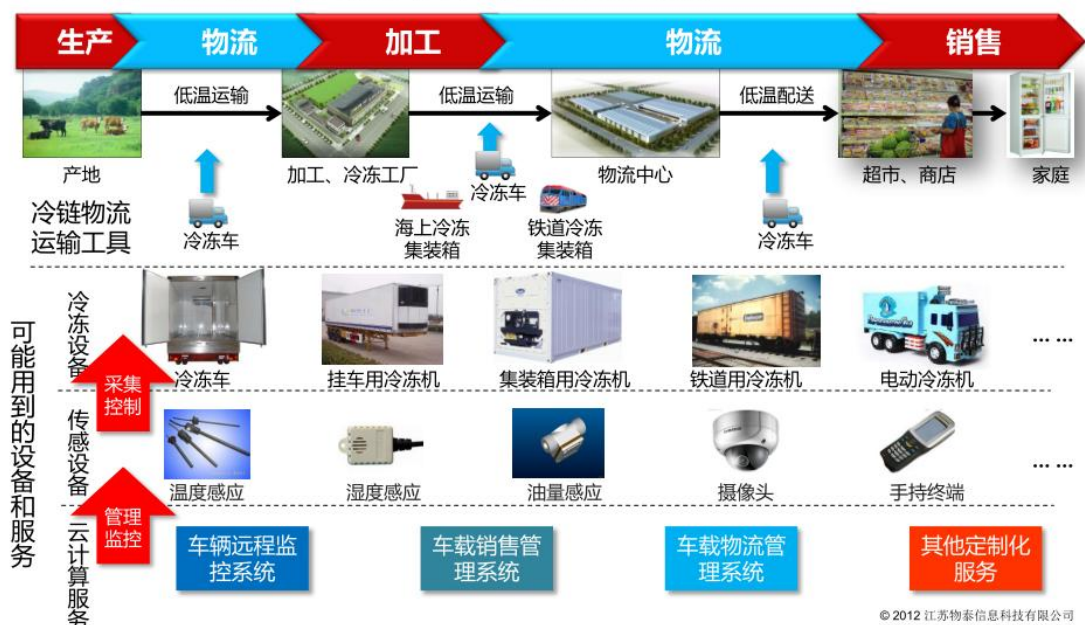 生产
物流
加工
物流
销售
低温运输
低温运输
低温配送
产地
加工、冷冻工厂
冷冻车
物流中心
超市、商店
家庭
冷链物流
运输工具
冷冻车
海上冷冻
集装箱
铁道冷冻
集装箱
冷冻车
可能用到的设备和服务
冷冻设备
冷冻车
挂车用冷冻机
集装箱用冷冻机
铁道用冷冻机
电动冷冻机
... ...
采集
控制
传感设备
温度感应
湿度感应
油量感应
摄像头
手持终端
... ...
管理
监控
云计算服务
车辆远程监
控系统
车载销售管
理系统
车载物流管
理系统
其他定制化
服务
© 2012 江苏物泰信息科技有限公司